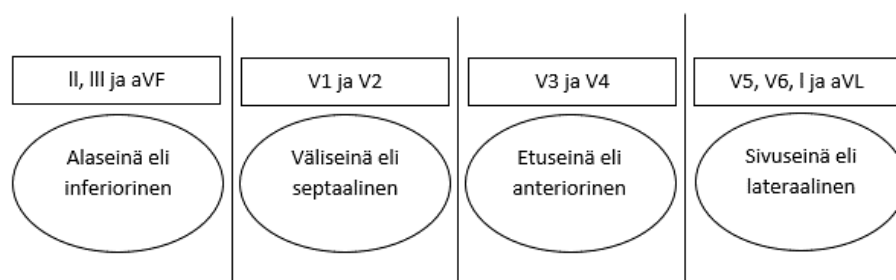 II, III ja aVF
V1 ja V2
V3 ja V4
V5, V6, I ja aVL
Alaseinä eli
inferiorinen
Väliseinä eli
septaalinen
Etuseinä eli
anteriorinen
Sivuseinä eli
lateraalinen